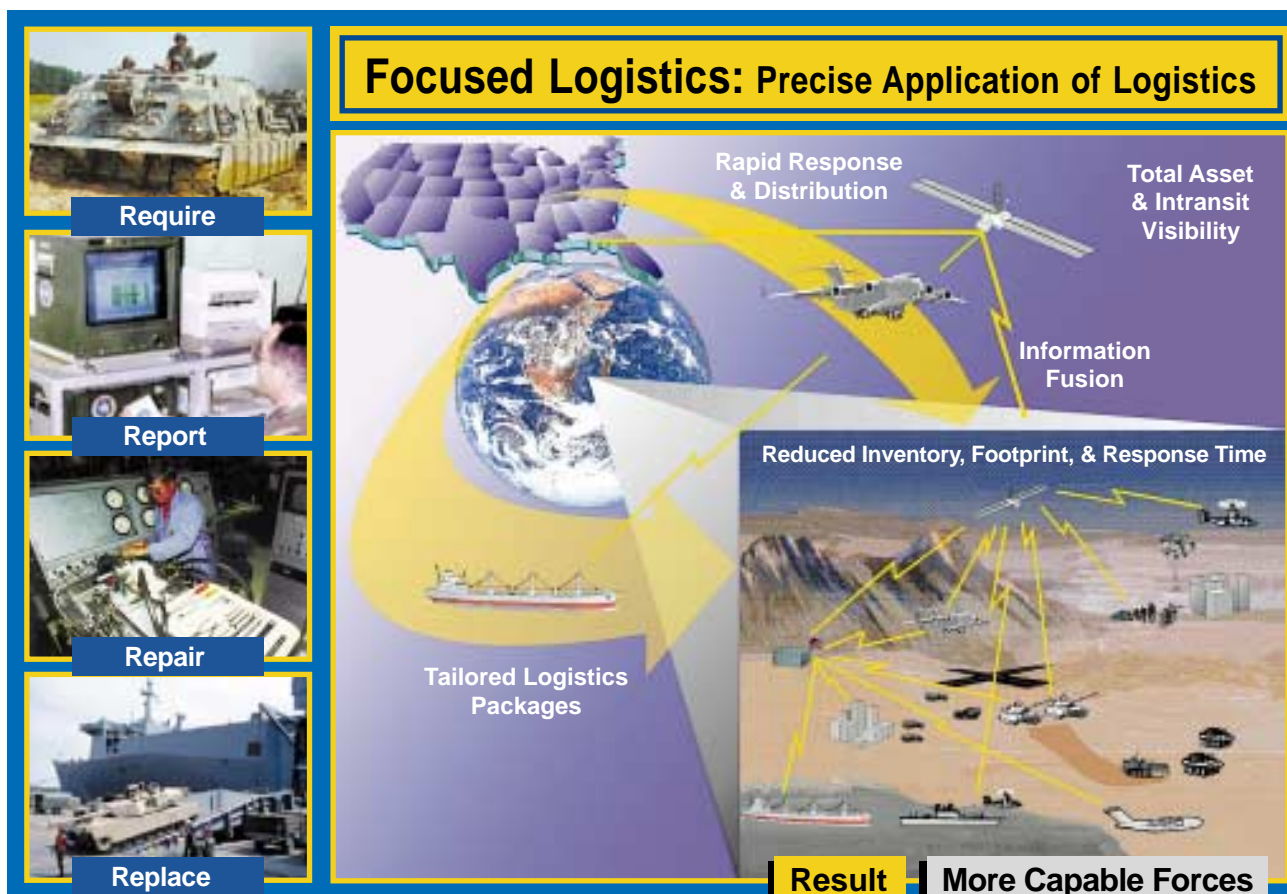 Focused Logistics: Precise Application of Logistics
Require
Report
Repair
Replace
Rapid Response
& Distribution
Total Asset
& Intransit
Visibility
Information
Fusion
Reduced Inventory, Footprint, & Response Time
Tailored Logistics
Packages
Result
More Capable Forces